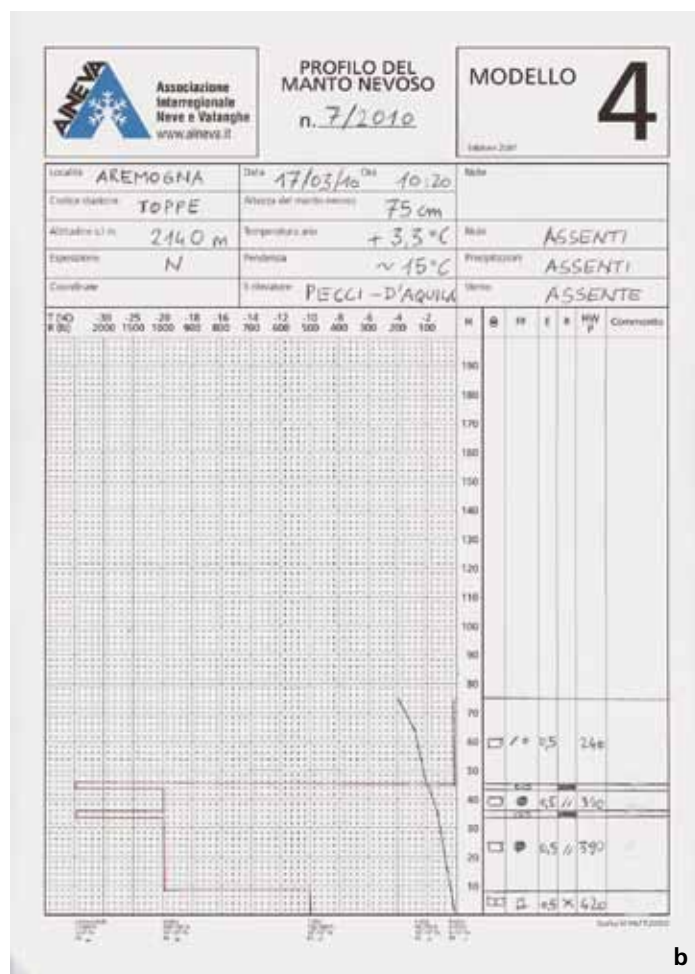 AINEVA
Associazione
Interregionale
Neve e Valanghe
www.aineva.it
PROFILO DEL
MANTO NEVOSO
n. 7/2010
MODELLO 4
Località AREMOGNA
Data 17/03/10 Ora 10:20
Note
Codice stazione TOPPE
Altezza del manto nevoso 75 cm
Altitudine s.l.m. 2140 m
Temperatura aria + 3,3 °C
Nubi ASSENTI
Esposizione N
Pendenza ~ 15°C
Precipitazioni ASSENTI
Coordinate
Il rilevatore PECCI - D'AQUILA
Vento ASSENTE
-30 -25 -20 -18 -16 -14 -12 -10 -8 -6 -4 -2
2000 1500 1000 900 800 700 600 500 400 300 200 100
H F R HW Commento
P
190
180
170
160
150
140
130
120
110
100
90
80
70
60 0,5 240
50
40 0,5 //
30
20 0,5 // 390
10
0,5 × 420
b